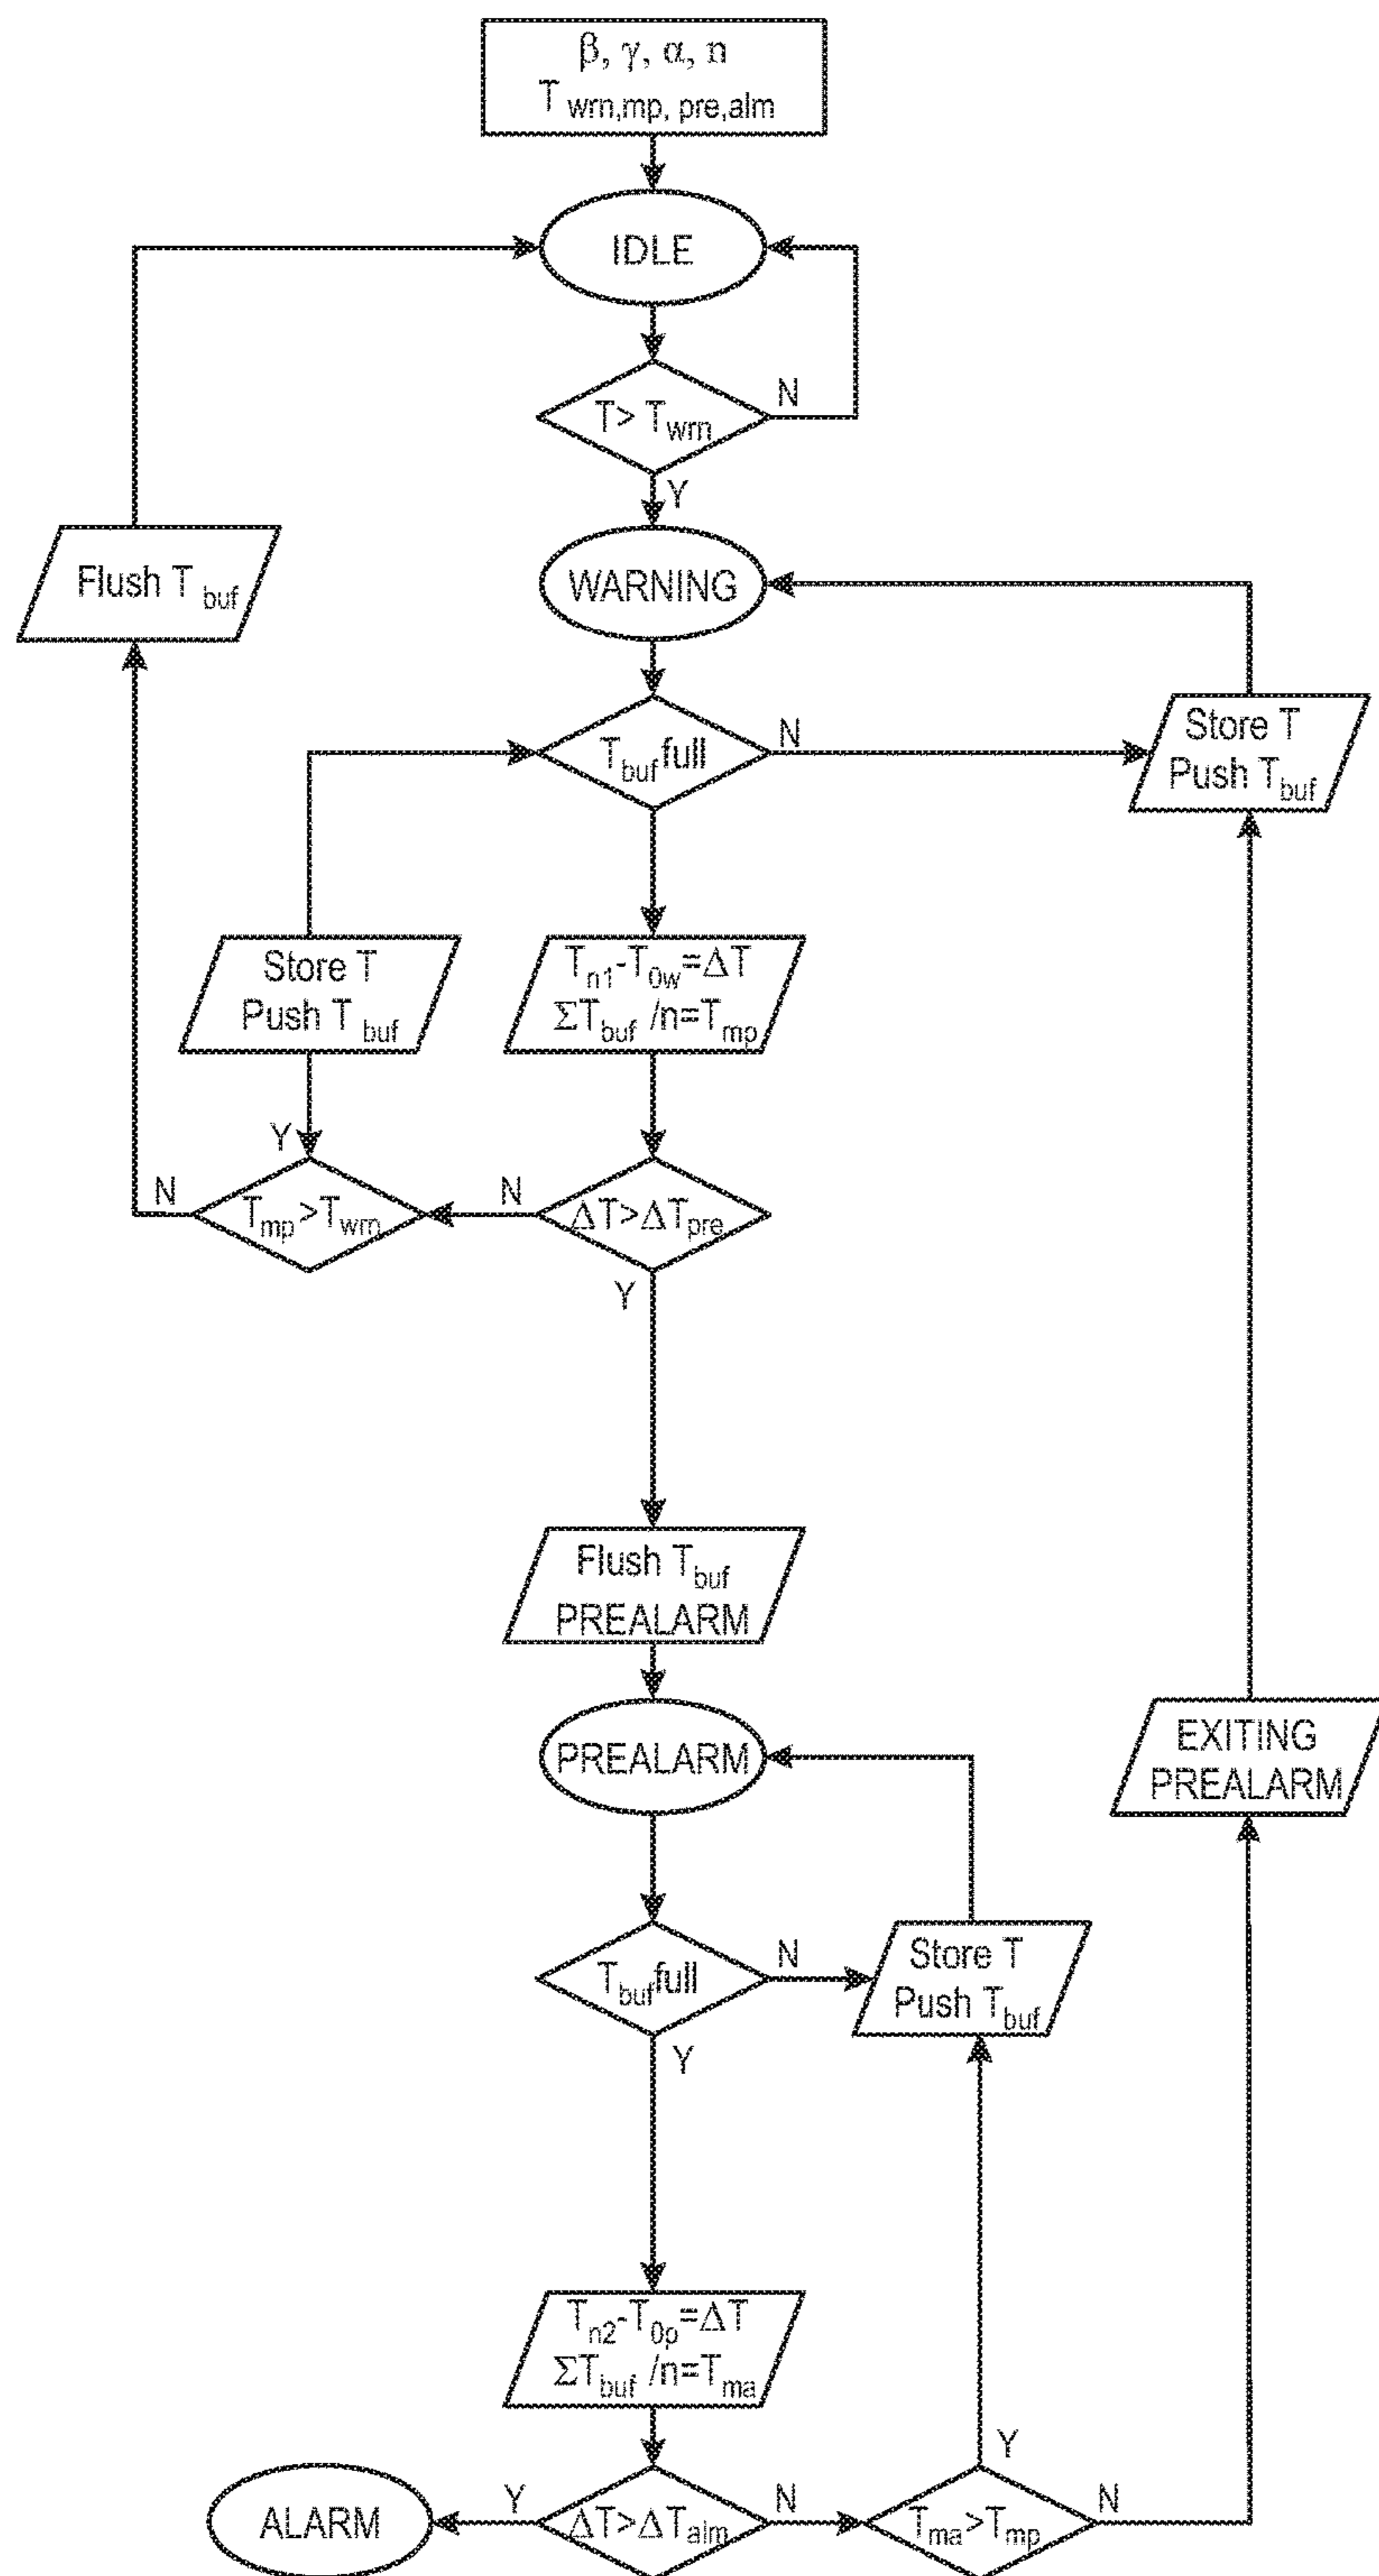 β, γ, α, n
T wrn,mp, pre,alm
IDLE
T> Twrn
N
Y
Flush T buf
WARNING
Tbuf full
N
Store T
Push Tbuf
Store T
Push T buf
Tn1-T0w=ΔT
ΣTbuf /n=Tmp
Y
N
Tmp>Twrn
N
ΔT>ΔTpre
Y
Flush Tbuf
PREALARM
PREALARM
EXITING
PREALARM
Tbuf full
N
Store T
Push Tbuf
Y
Tn2-T0p=ΔT
ΣTbuf /n=Tma
Y
ALARM
Y
ΔT>ΔTalm
N
Tma>Tmp
N